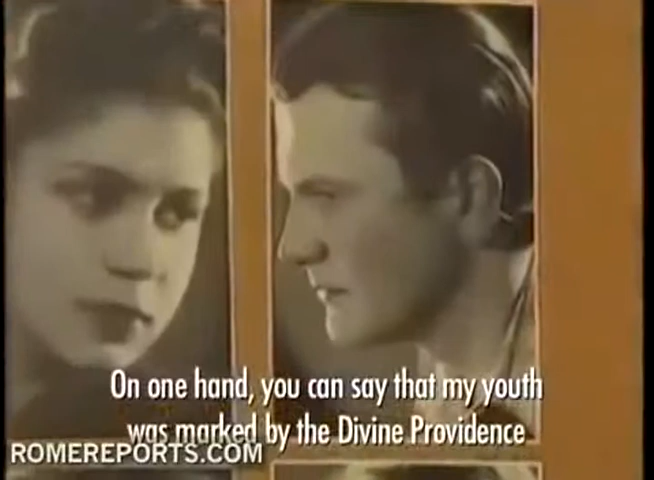 On one hand, you can say that my youth
was marked by the Divine Providence
ROMEREPORTS.COM